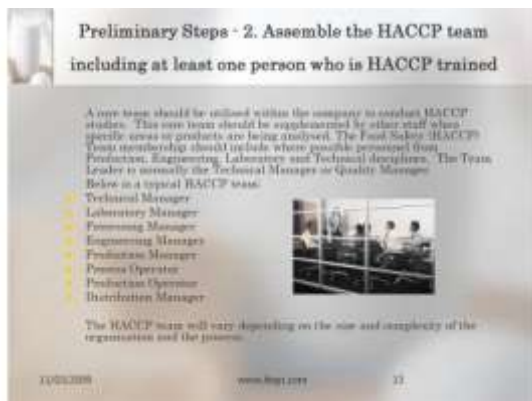 Preliminary Steps - 2. Assemble the HACCP team
including at least one person who is HACCP trained
A core team should be utilised within the company to conduct HACCP
studies. This core team should be supplemented by other staff when
specific areas or products are being analysed. The Food Safety (HACCP)
Team membership should include where possible personnel from
Production, Engineering, Laboratory and Technical disciplines. The Team
Leader is normally the Technical Manager or Quality Manager.
Below is a typical HACCP team:
Technical Manager
Laboratory Manager
Processing Manager
Engineering Manager
Production Manager
Process Operator
Production Operator
Distribution Manager
The HACCP team will vary depending on the size and complexity of the
organisation and the process.